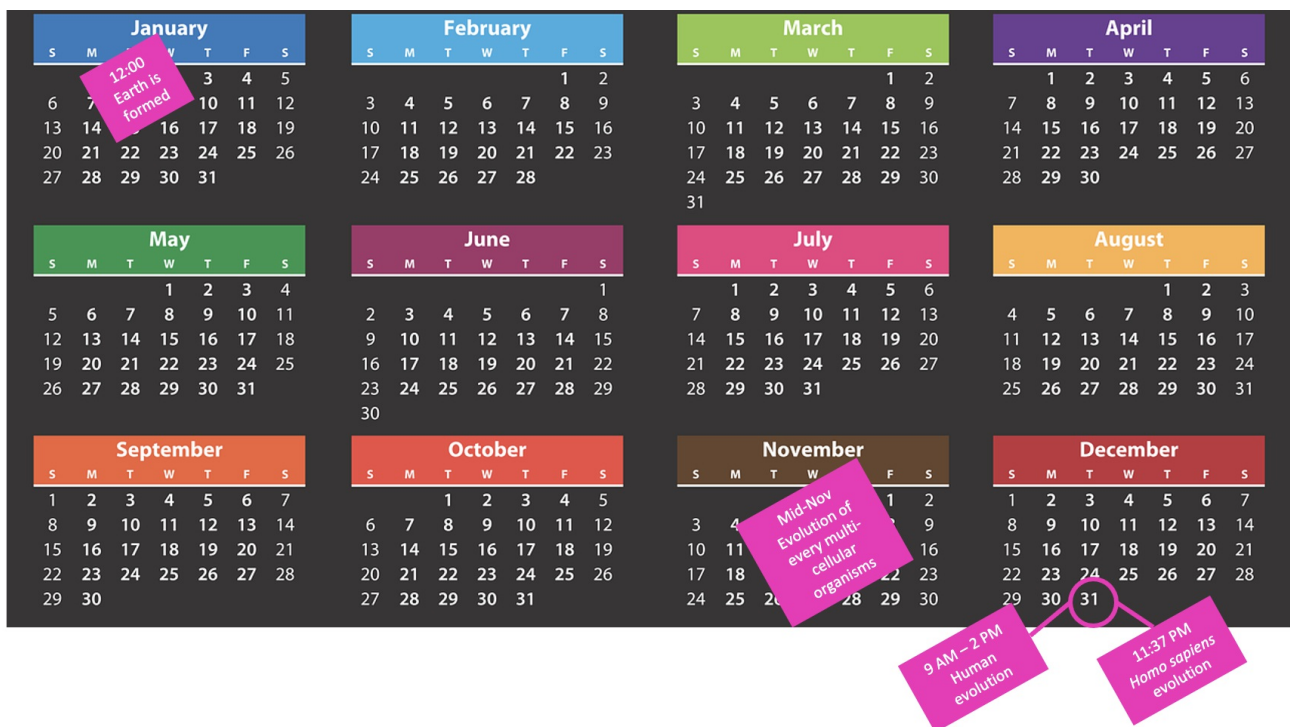 January
S M T F S
3 4 5
6 7 10 11 12
13 14 16 17 18 19
20 21 22 23 24 25 26
27 28 29 30 31
12:00
Earth is
formed
February
S M T W T F S
1 2
3 4 5 6 7 8 9
10 11 12 13 14 15 16
17 18 19 20 21 22 23
24 25 26 27 28
March
S M T W T F S
1 2
3 4 5 6 7 8 9
10 11 12 13 14 15 16
17 18 19 20 21 22 23
24 25 26 27 28 29 30
31
April
S M T W T F S
1 2 3 4 5 6
7 8 9 10 11 12 13
14 15 16 17 18 19 20
21 22 23 24 25 26 27
28 29 30
May
S M T W T F S
1 2 3 4
5 6 7 8 9 10 11
12 13 14 15 16 17 18
19 20 21 22 23 24 25
26 27 28 29 30 31
June
S M T W T F S
1
2 3 4 5 6 7 8
9 10 11 12 13 14 15
16 17 18 19 20 21 22
23 24 25 26 27 28 29
30
July
S M T W T F S
1 2 3 4 5 6
7 8 9 10 11 12 13
14 15 16 17 18 19 20
21 22 23 24 25 26 27
28 29 30 31
August
S M T W T F S
1 2 3
4 5 6 7 8 9 10
11 12 13 14 15 16 17
18 19 20 21 22 23 24
25 26 27 28 29 30 31
September
S M T W T F S
1 2 3 4 5 6 7
8 9 10 11 12 13 14
15 16 17 18 19 20 21
22 23 24 25 26 27 28
29 30
October
S M T W T F S
1 2 3 4 5
6 7 8 9 10 11 12
13 14 15 16 17 18 19
20 21 22 23 24 25 26
27 28 29 30 31
November
S M T W F S
1 2
3 4 9
10 11 16
17 18 22 23
24 25 28 29 30
Mid-Nov
Evolution of
every multi-
cellular
organisms
December
S M T W T F S
1 2 3 4 5 6 7
8 9 10 11 12 13 14
15 16 17 18 19 20 21
22 23 24 25 26 27 28
29 30 31
9 AM – 2 PM
Human
evolution
11:37 PM
Homo sapiens
evolution